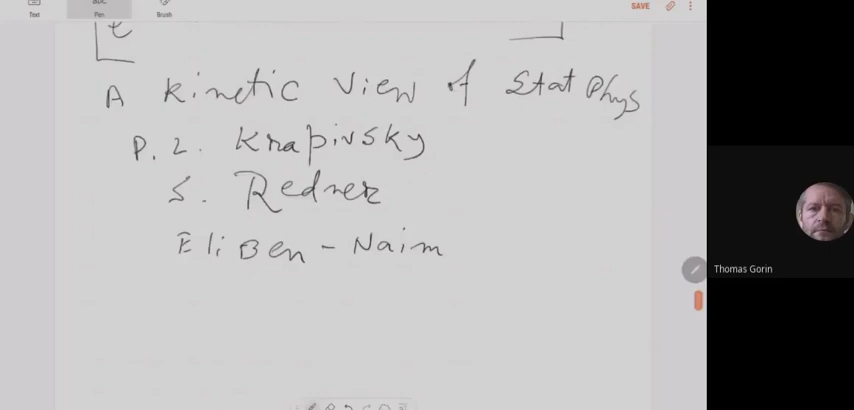 Text
Pen
Brush
SAVE
A Kinetic View of Stat Phys
P. L. Krapivsky
S. Redner
Eli Ben-Naim
Thomas Gorin